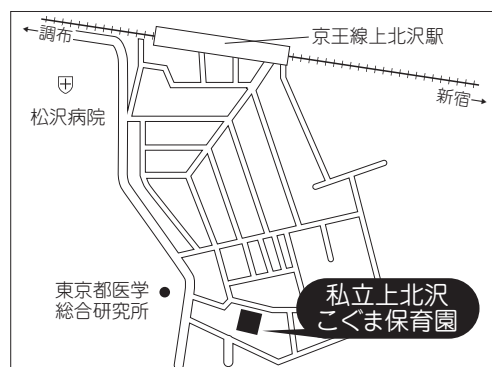 京王線上北沢駅
調布
新宿
松沢病院
東京都医学
総合研究所
私立上北沢
こぐま保育園